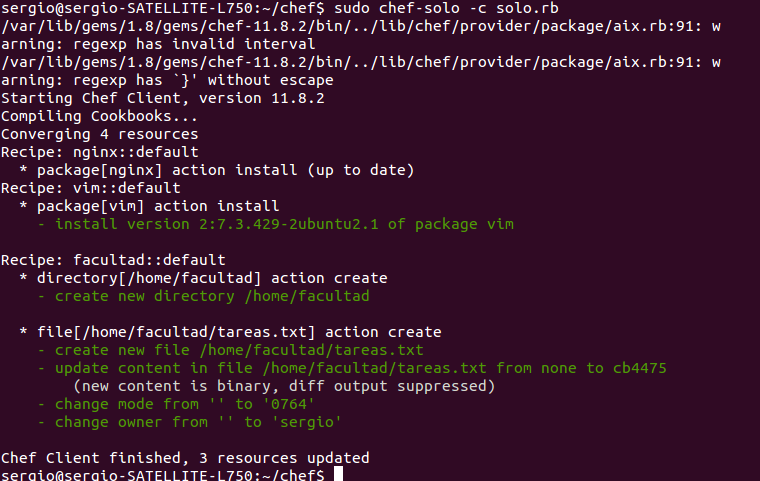 sergio@sergio-SATELLITE-L750:~/chef$ sudo chef-solo -c solo.rb
/var/lib/gems/1.8/gems/chef-11.8.2/bin/../lib/chef/provider/package/aix.rb:91: w
arning: regexp has invalid interval
/var/lib/gems/1.8/gems/chef-11.8.2/bin/../lib/chef/provider/package/aix.rb:91: w
arning: regexp has `}' without escape
Starting Chef Client, version 11.8.2
Compiling Cookbooks...
Converging 4 resources
Recipe: nginx::default
  * package[nginx] action install (up to date)
Recipe: vim::default
  * package[vim] action install
    - install version 2:7.3.429-2ubuntu2.1 of package vim

Recipe: facultad::default
  * directory[/home/facultad] action create
    - create new directory /home/facultad

  * file[/home/facultad/tareas.txt] action create
    - create new file /home/facultad/tareas.txt
    - update content in file /home/facultad/tareas.txt from none to cb4475
        (new content is binary, diff output suppressed)
    - change mode from '' to '0764'
    - change owner from '' to 'sergio'

Chef Client finished, 3 resources updated
sergio@sergio-SATELLITE-L750:~/chef$